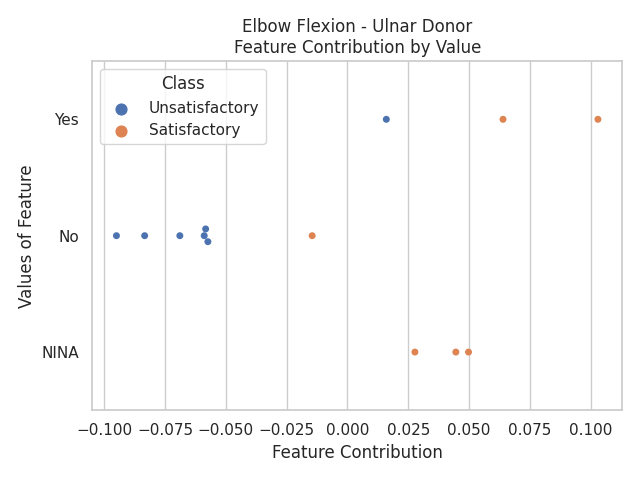 Elbow Flexion - Ulnar Donor
Feature Contribution by Value
Class
Unsatisfactory
Satisfactory
Values of Feature
Yes
No
NINA
−0.100 −0.075 −0.050 −0.025 0.000 0.025 0.050 0.075 0.100
Feature Contribution